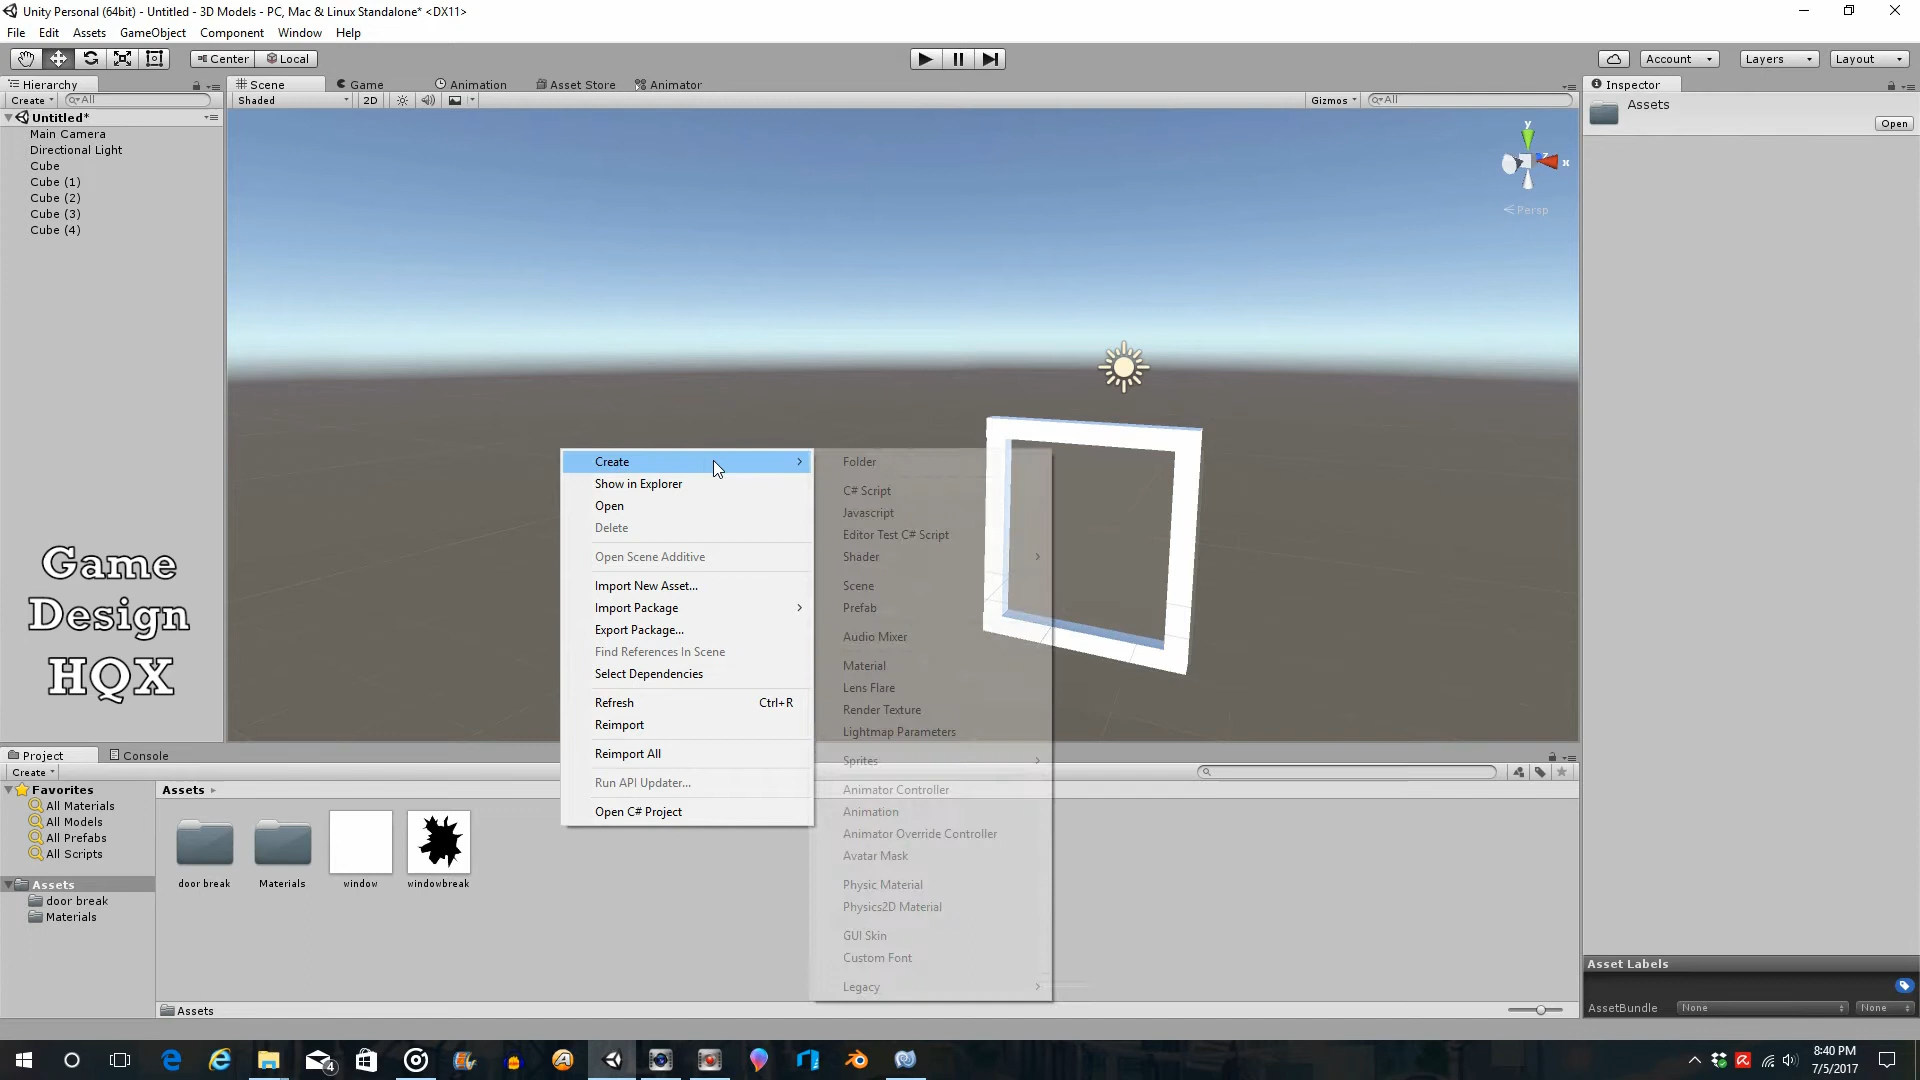 Unity Personal (64bit) - Untitled - 3D Models - PC, Mac & Linux Standalone* <DX11>
File Edit Assets GameObject Component Window Help
Center Local Account Layers Layout
Hierarchy Scene Game Animation Asset Store Animator Inspector
Create All Shaded 2D Gizmos All Assets
Open
Untitled*
Main Camera
Directional Light
Cube
Cube (1)
Cube (2)
Cube (3)
Cube (4)
y
x
z
Persp
Create
Show in Explorer
Open
Delete
Open Scene Additive
Import New Asset...
Import Package
Export Package...
Find References In Scene
Select Dependencies
Refresh Ctrl+R
Reimport
Reimport All
Run API Updater...
Open C# Project
Folder
C# Script
Javascript
Editor Test C# Script
Shader
Scene
Prefab
Audio Mixer
Material
Lens Flare
Render Texture
Lightmap Parameters
Sprites
Animator Controller
Animation
Animator Override Controller
Avatar Mask
Physic Material
Physics2D Material
GUI Skin
Custom Font
Legacy
Game
Design
HQX
Project Console
Create
Favorites
All Materials
All Models
All Prefabs
All Scripts
Assets
door break
Materials
Assets
door break Materials window windowbreak
Assets
Asset Labels
AssetBundle None None
4
8:40 PM
7/5/2017